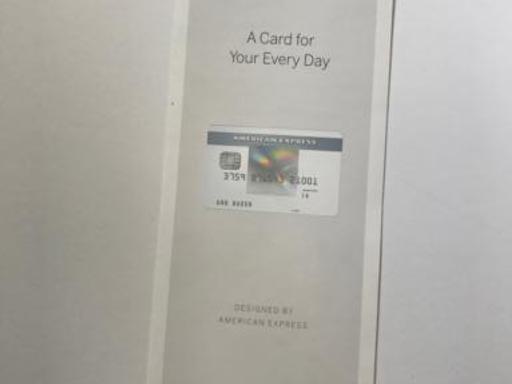 A Card for
Your Every Day
AMERICAN EXPRESS
3759 21001
DESIGNED BY
AMERICAN EXPRESS